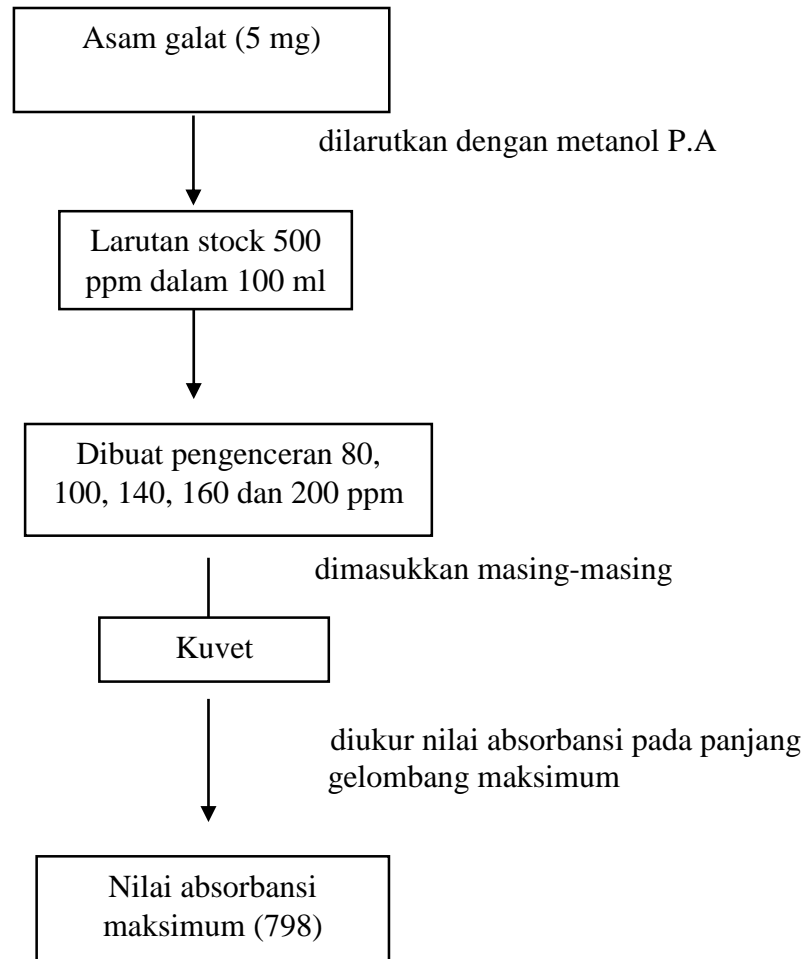 Asam galat (5 mg)
dilarutkan dengan metanol P.A
Larutan stock 500
ppm dalam 100 ml
Dibuat pengenceran 80,
100, 140, 160 dan 200 ppm
dimasukkan masing-masing
Kuvet
diukur nilai absorbansi pada panjang
gelombang maksimum
Nilai absorbansi
maksimum (798)